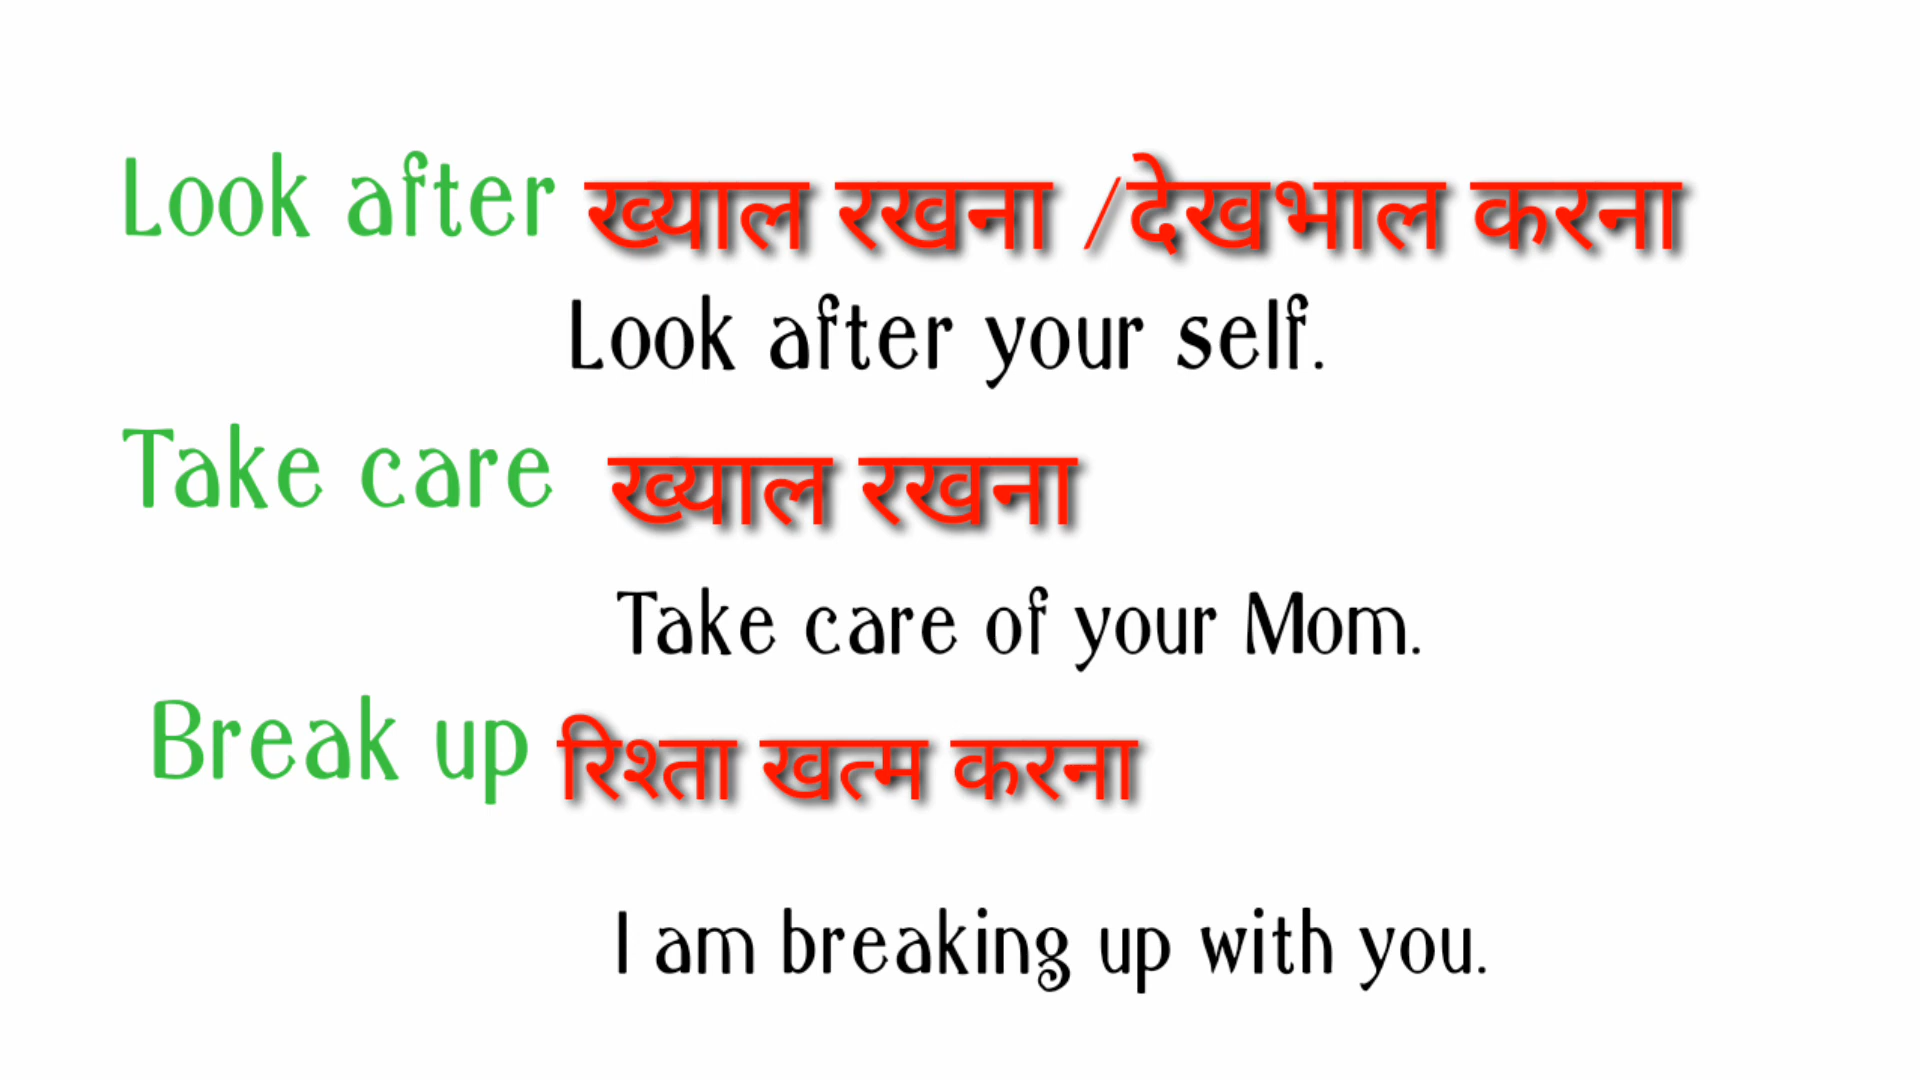 Look after ख्याल रखना /देखभाल करना
Look after your self.
Take care ख्याल रखना
Take care of your Mom.
Break up रिश्ता खत्म करना
I am breaking up with you.